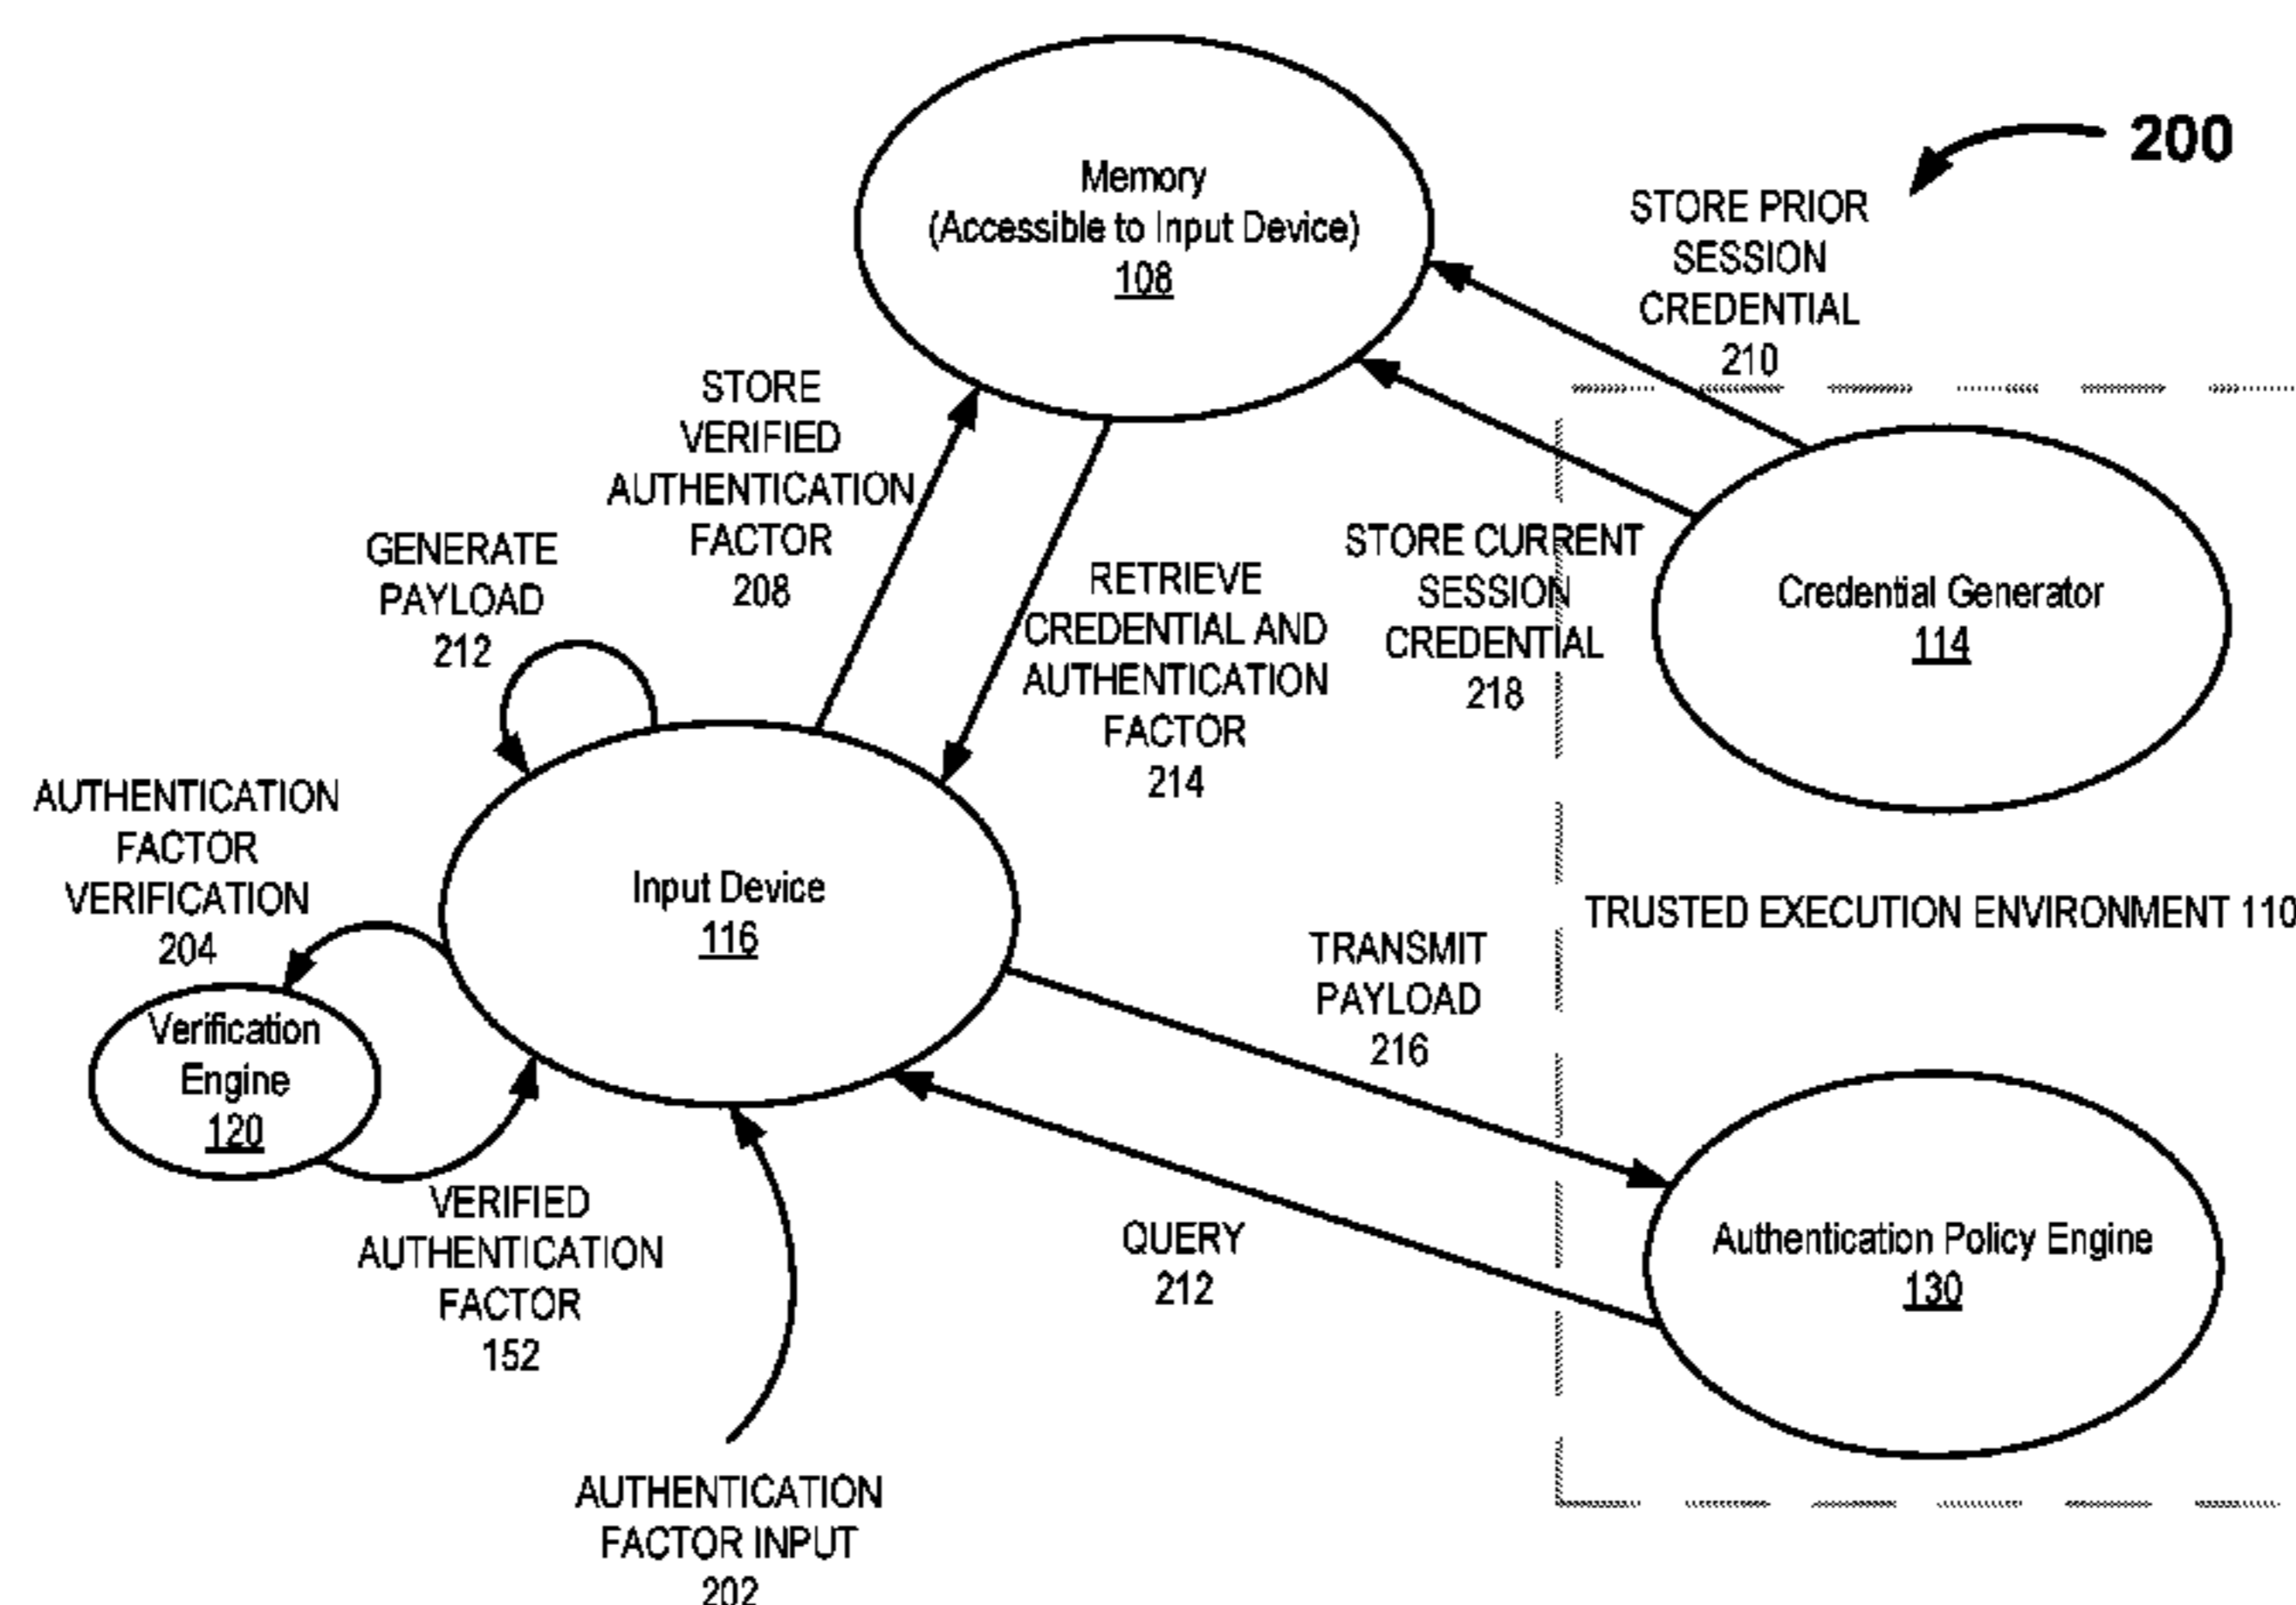 200
Memory
(Accessible to Input Device)
108
STORE PRIOR
SESSION
CREDENTIAL
210
STORE
VERIFIED
AUTHENTICATION
FACTOR
208
GENERATE
PAYLOAD
212
RETRIEVE
CREDENTIAL AND
AUTHENTICATION
FACTOR
214
STORE CURRENT
SESSION
CREDENTIAL
218
Credential Generator
114
AUTHENTICATION
FACTOR
VERIFICATION
204
Input Device
116
TRUSTED EXECUTION ENVIRONMENT 110
TRANSMIT
PAYLOAD
216
Verification
Engine
120
VERIFIED
AUTHENTICATION
FACTOR
152
QUERY
212
Authentication Policy Engine
130
AUTHENTICATION
FACTOR INPUT
202